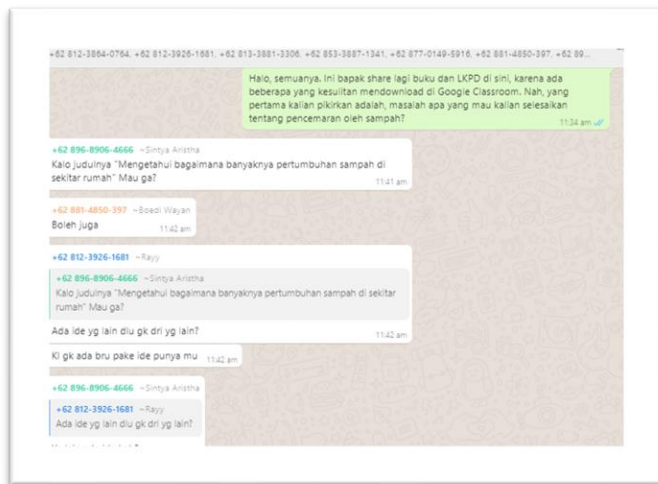 +62 812-3864-0764, +62 812-3926-1681, +62 813-3881-3306, +62 853-3887-1341, +62 877-0149-5916, +62 881-4850-397, +62 89...
Halo, semuanya. Ini bapak share lagi buku dan LKPD di sini, karena ada
beberapa yang kesulitan mendownload di Google Classroom. Nah, yang
pertama kalian pikirkan adalah, masalah apa yang mau kalian selesaikan
tentang pencemaran oleh sampah?
11:34 am
+62 896-8906-4666 ~Sintya Aristha
Kalo judulnya "Mengetahui bagaimana banyaknya pertumbuhan sampah di
sekitar rumah" Mau ga?
11:41 am
+62 881-4850-397 ~Boedi Wayan
Boleh juga
11:42 am
+62 812-3926-1681 ~Rayy
+62 896-8906-4666 ~Sintya Aristha
Kalo judulnya "Mengetahui bagaimana banyaknya pertumbuhan sampah di sekitar
rumah" Mau ga?
Ada ide yg lain dlu gk dri yg lain?
11:42 am
Kl gk ada bru pake ide punya mu 11:42 am
+62 896-8906-4666 ~Sintya Aristha
+62 812-3926-1681 ~Rayy
Ada ide yg lain dlu gk dri yg lain?